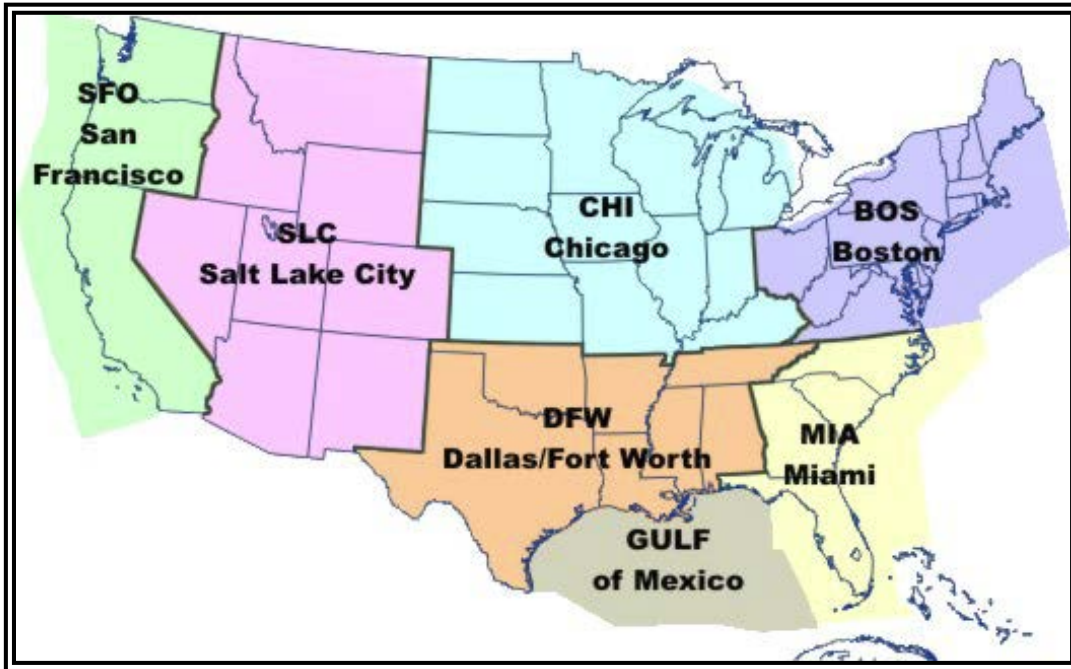 SFO
San
Francisco
SLC
Salt Lake City
CHI
Chicago
BOS
Boston
DFW
Dallas/Fort Worth
MIA
Miami
GULF
of Mexico